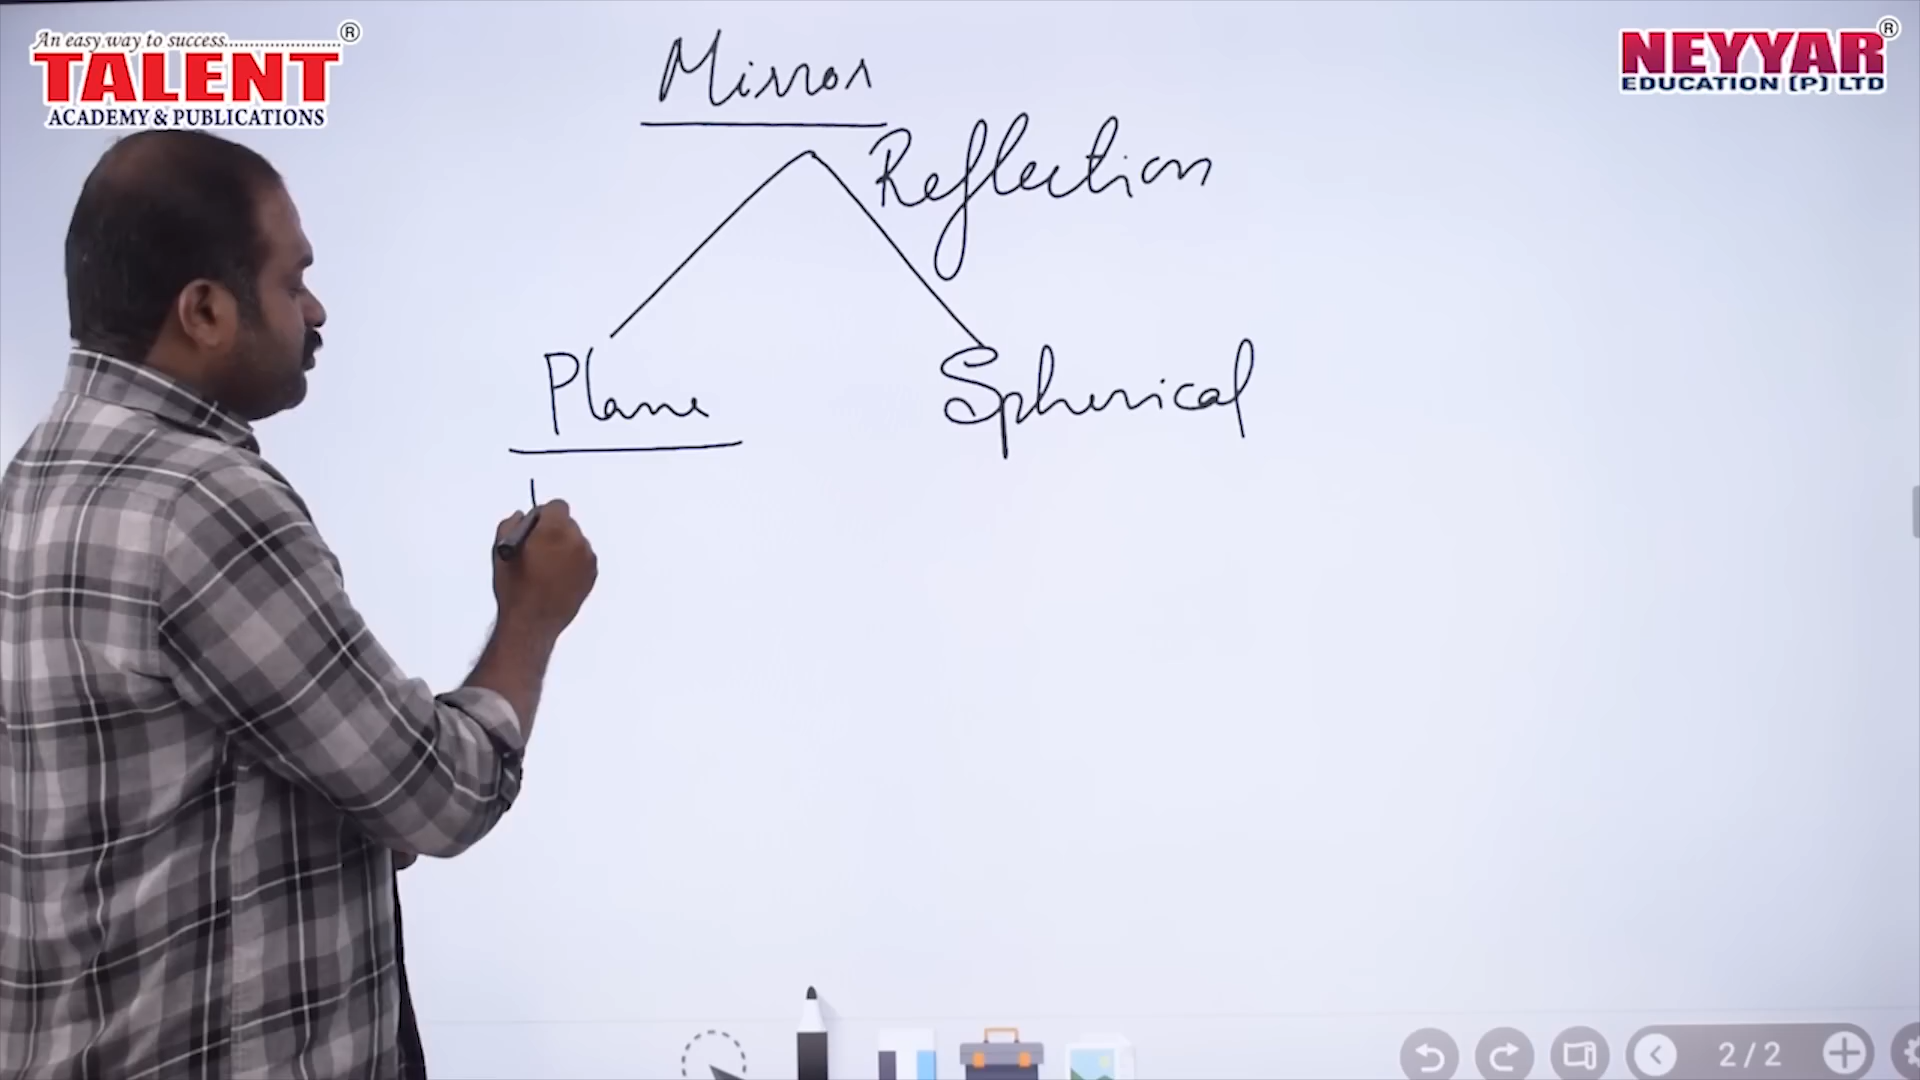 An easy way to success........................®
TALENT
ACADEMY & PUBLICATIONS
NEYYAR®
EDUCATION (P) LTD
Mirror
Reflection
Plane
Spherical
2/2